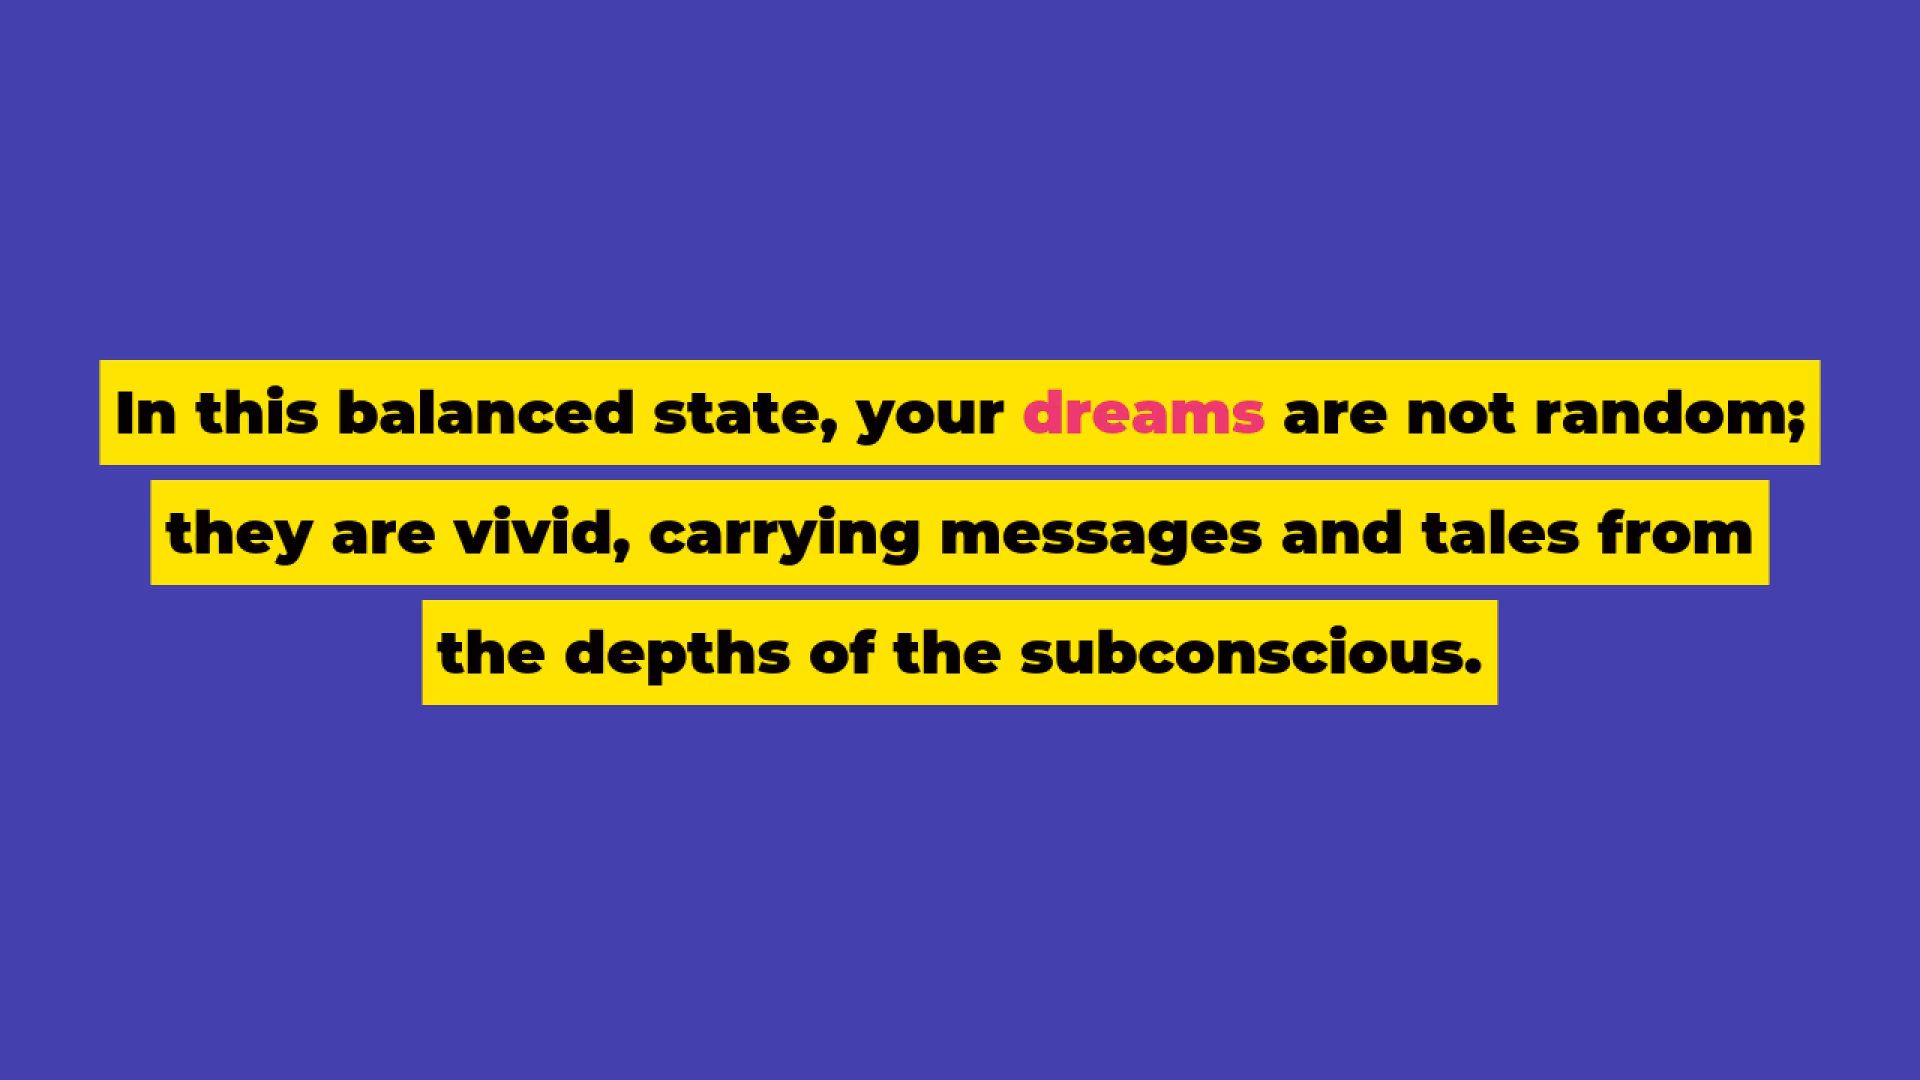 In this balanced state, your dreams are not random;
they are vivid, carrying messages and tales from
the depths of the subconscious.